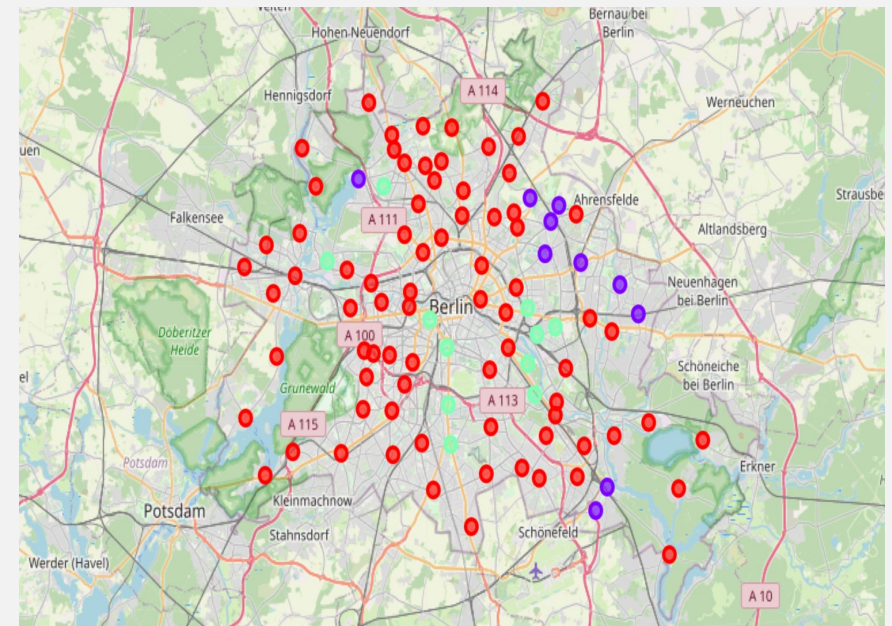 Velten
Bernau bei
Berlin
Hohen Neuendorf
A 114
Hennigsdorf
Werneuchen
uen
Strausbe
Ahrensfelde
A 111
Falkensee
Altlandsberg
Neuenhagen
bei Berlin
Berlin
Döberitzer
Heide
A 100
Schöneiche
bei Berlin
el
Grunewald
A 113
A 115
Potsdam
Erkner
Kleinmachnow
Potsdam
Stahnsdorf
Schönefeld
Werder (Havel)
A 10